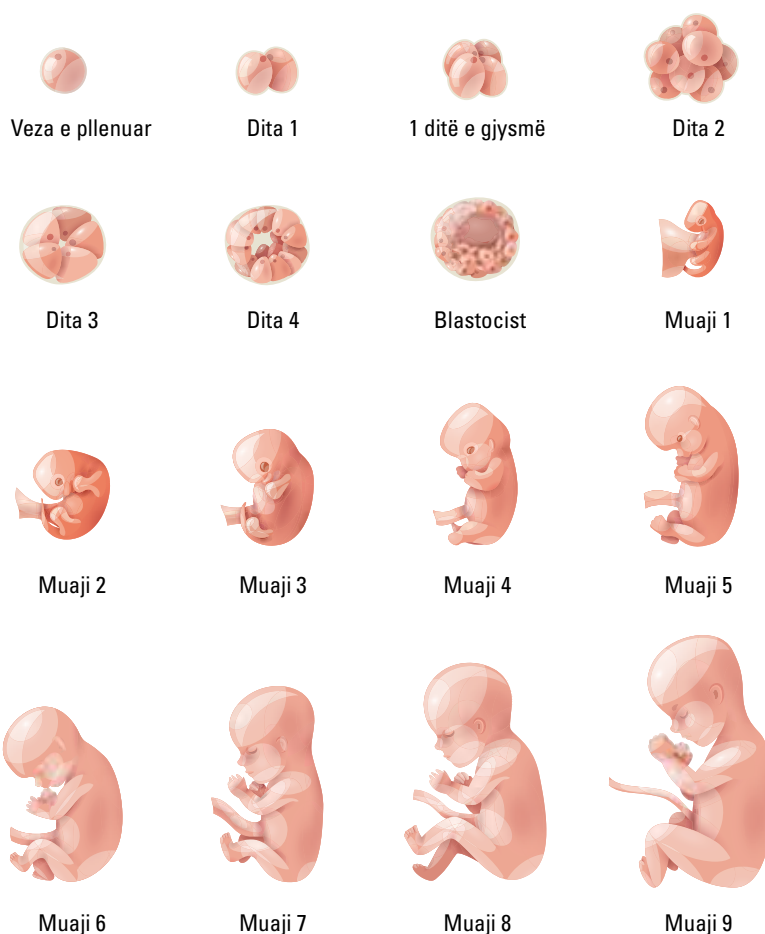 Veza e pllenuar
Dita 1
1 ditë e gjysmë
Dita 2
Dita 3
Dita 4
Blastocist
Muaji 1
Muaji 2
Muaji 3
Muaji 4
Muaji 5
Muaji 6
Muaji 7
Muaji 8
Muaji 9